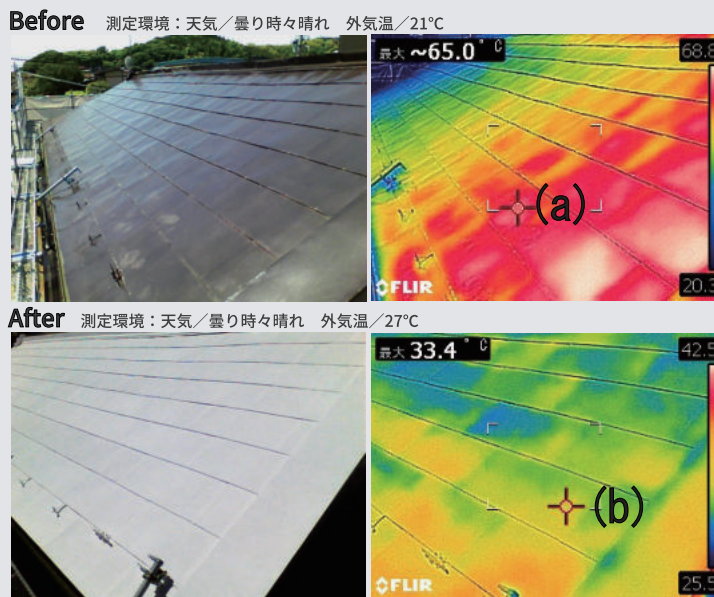 Before 測定環境：天気／曇り時々晴れ 外気温／21℃
最大 ~65.0 ° C
68.8
(a)
20.3
◇FLIR
After 測定環境：天気／曇り時々晴れ 外気温／27℃
最大 33.4 ° C
42.5
(b)
25.5
◇FLIR